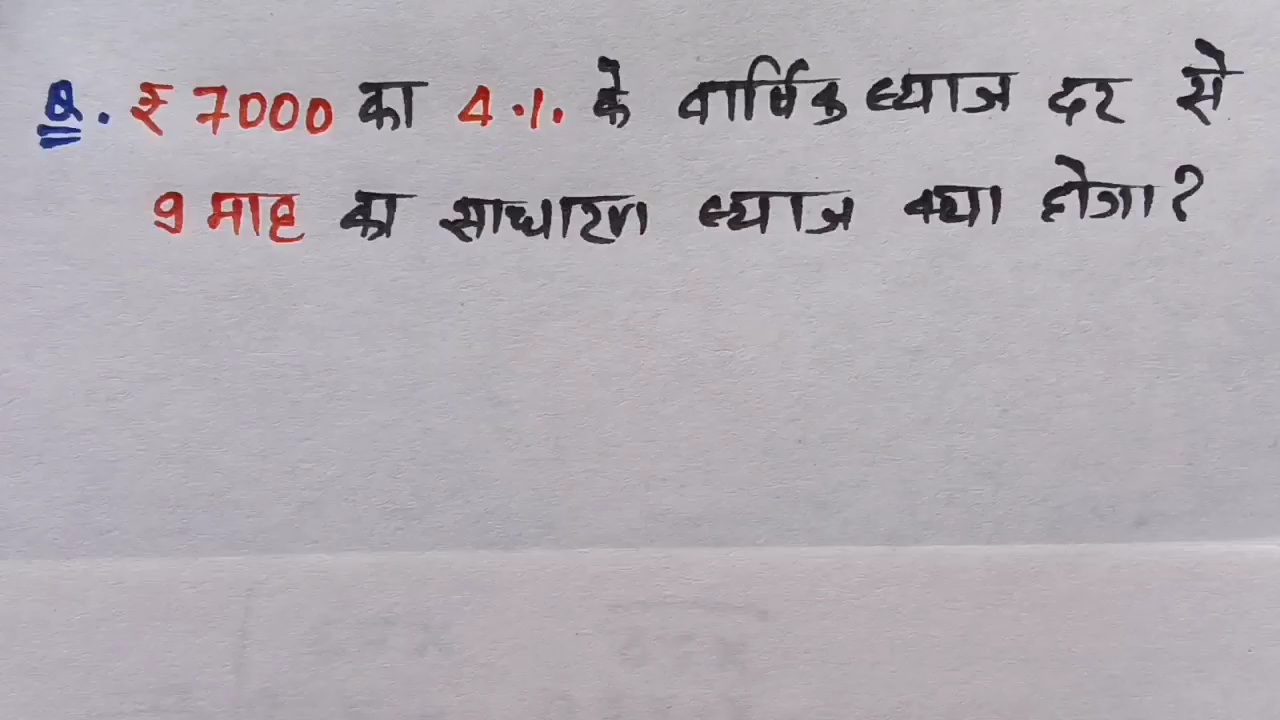 Q. ₹ 7000 का 4 % के वार्षिक ब्याज दर से
9 माह का साधारण ब्याज क्या होगा?